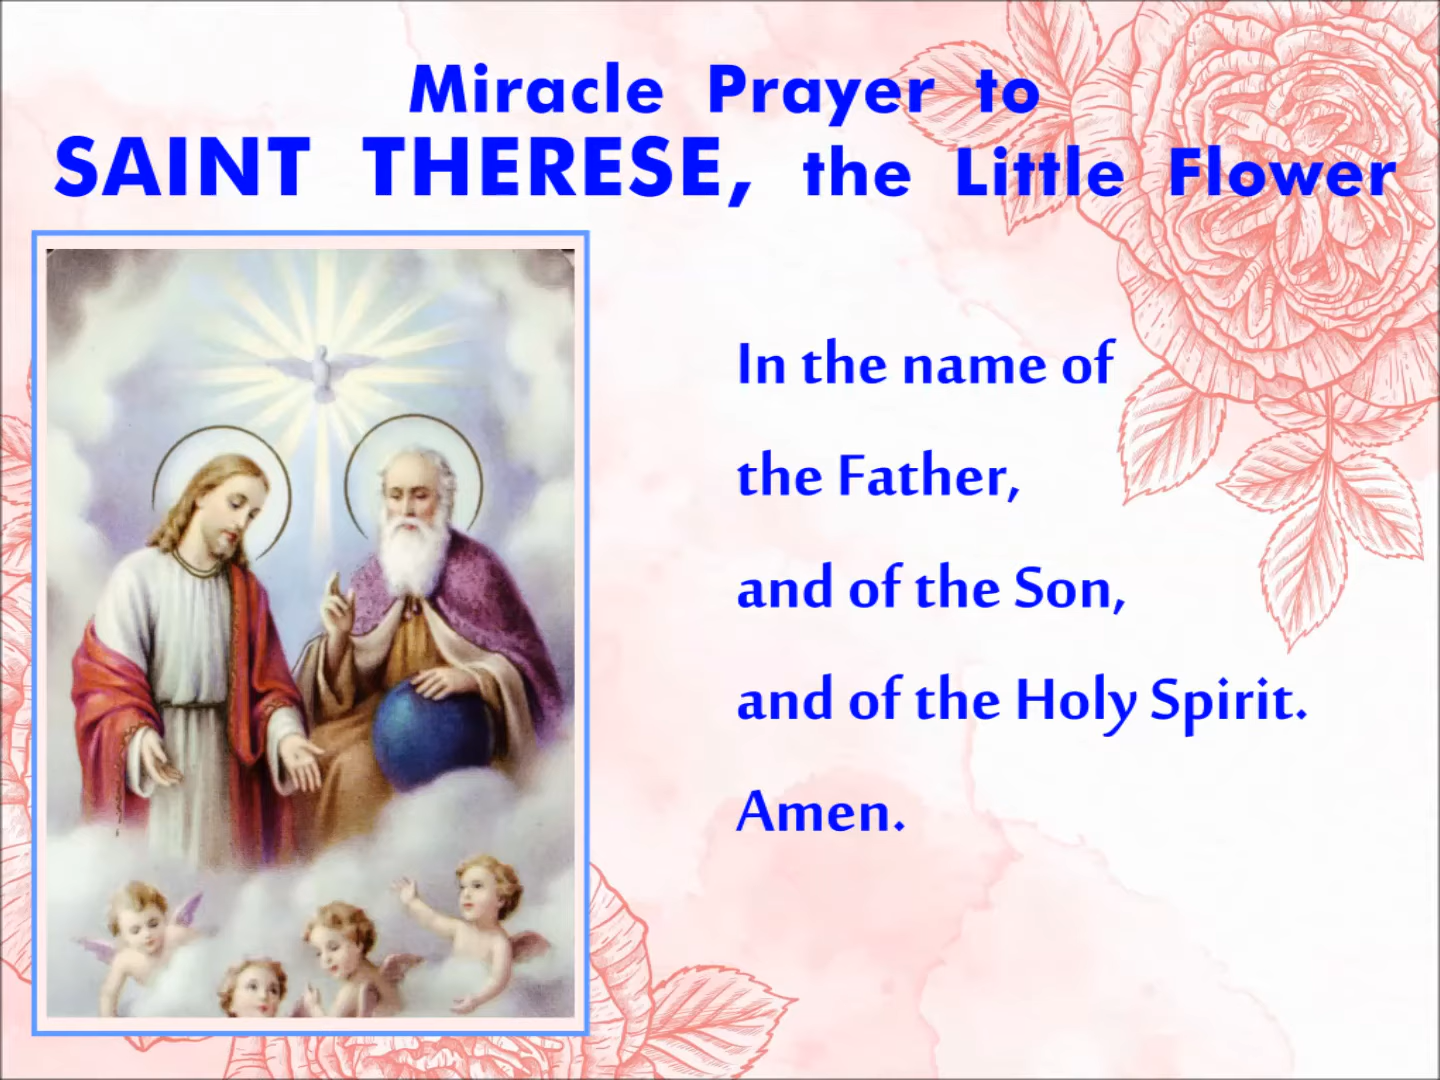 Miracle Prayer to
SAINT THERESE, the Little Flower
In the name of
the Father,
and of the Son,
and of the Holy Spirit.
Amen.